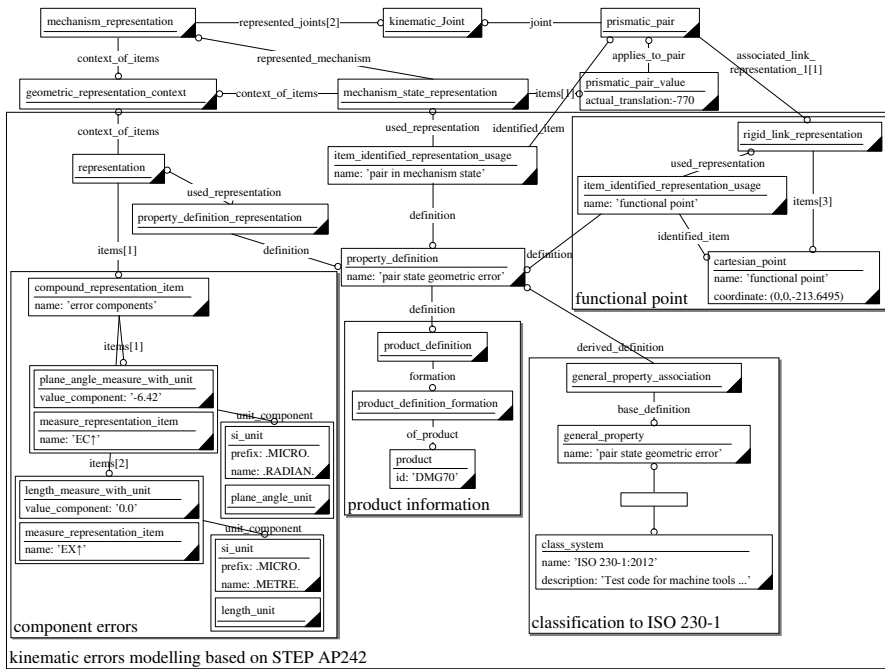 mechanism_representation
represented_joints[2]
kinematic_Joint
joint
prismatic_pair
context_of_items
represented_mechanism
applies_to_pair
associated_link_
representation_1[1]
geometric_representation_context
context_of_items
mechanism_state_representation
items[1]
prismatic_pair_value
actual_translation:-770
context_of_items
used_representation
identified_item
rigid_link_representation
representation
item_identified_representation_usage
name: 'pair in mechanism state'
used_representation
item_identified_representation_usage
name: 'functional point'
used_representation
property_definition_representation
items[3]
definition
identified_item
items[1]
definition
property_definition
name: 'pair state geometric error'
definition
cartesian_point
name: 'functional point'
coordinate: (0,0,-213.6495)
functional point
compound_representation_item
name: 'error components'
definition
items[1]
product_definition
derived_definition
plane_angle_measure_with_unit
value_component: '-6.42'
measure_representation_item
name: 'EC↑'
unit_component
si_unit
prefix: .MICRO.
name: .RADIAN.
plane_angle_unit
formation
product_definition_formation
of_product
product
id: 'DMG70'
product information
general_property_association
base_definition
general_property
name: 'pair state geometric error'
items[2]
length_measure_with_unit
value_component: '0.0'
measure_representation_item
name: 'EX↑'
unit_component
si_unit
prefix: .MICRO.
name: .METRE.
length_unit
class_system
name: 'ISO 230-1:2012'
description: 'Test code for machine tools ...'
component errors
classification to ISO 230-1
kinematic errors modelling based on STEP AP242